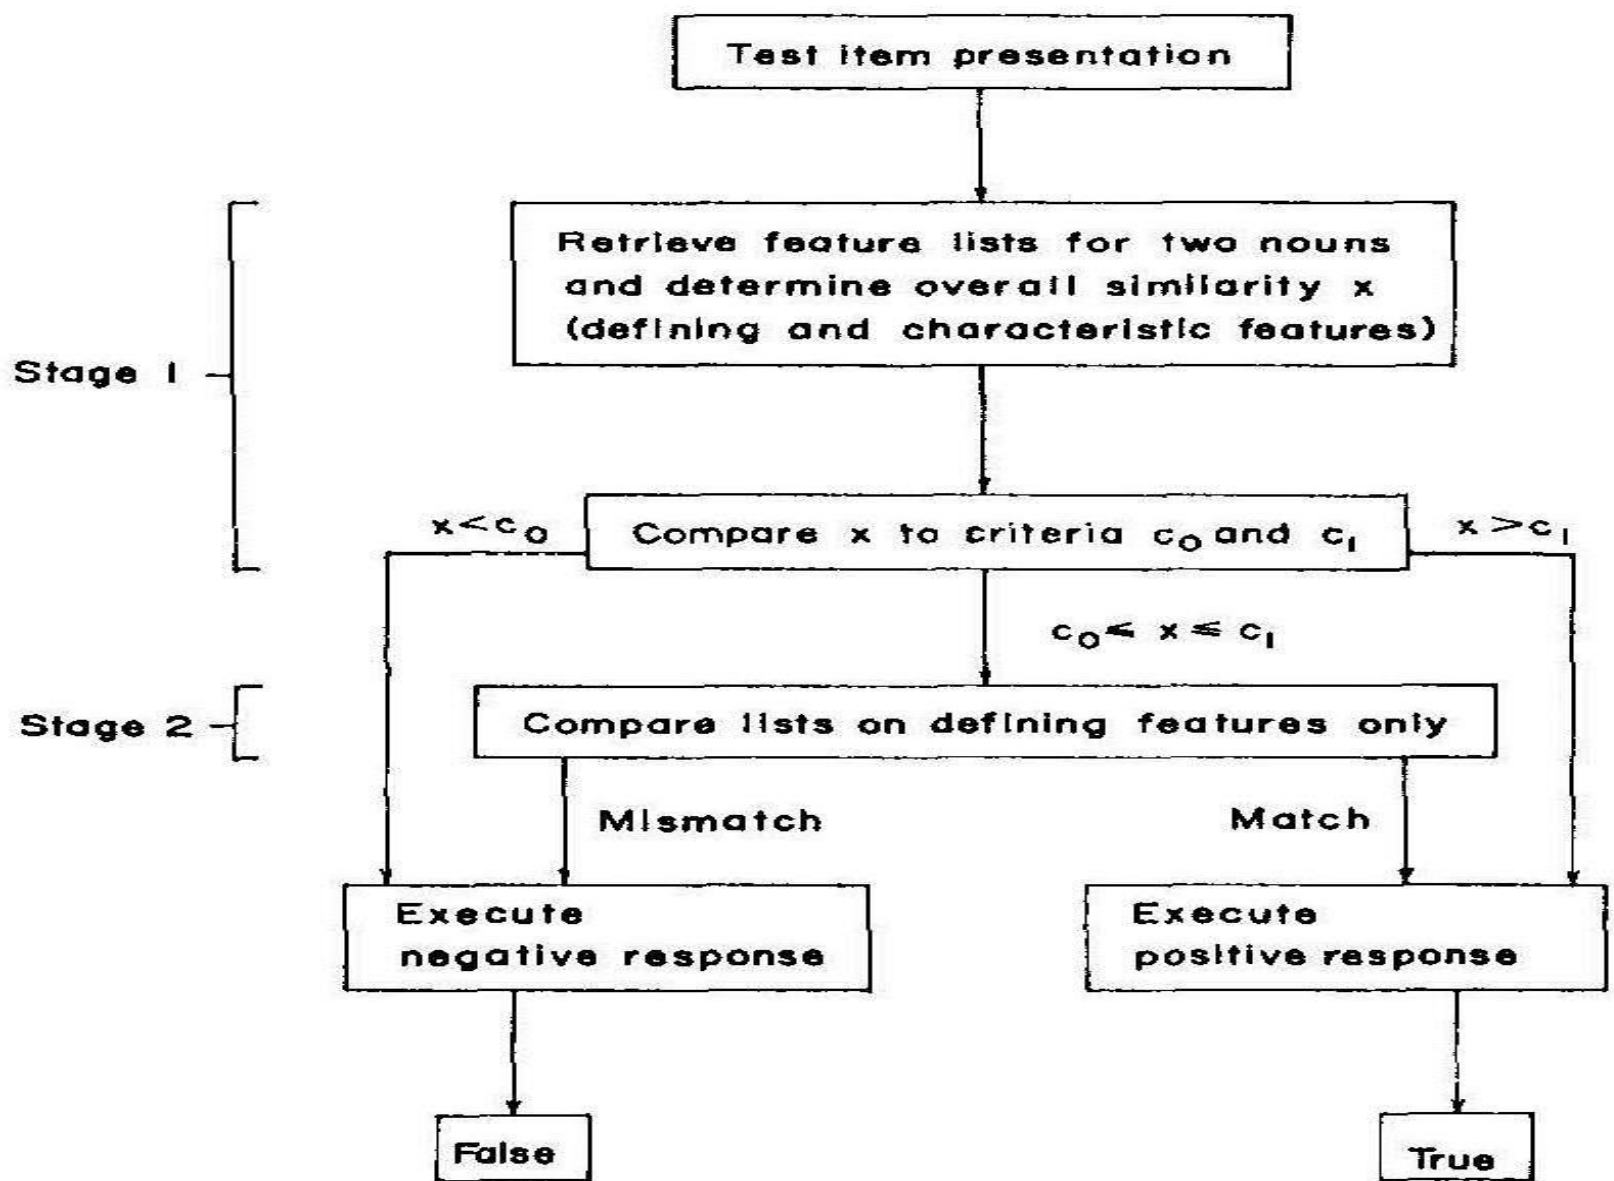 Test item presentation
Retrieve feature lists for two nouns
and determine overall similarity x
(defining and characteristic features)
Stage 1
x<c₀
Compare x to criteria c₀ and c₁
x>c₁
c₀ ≤ x ≤ c₁
Stage 2
Compare lists on defining features only
Mismatch
Match
Execute
negative response
Execute
positive response
False
True